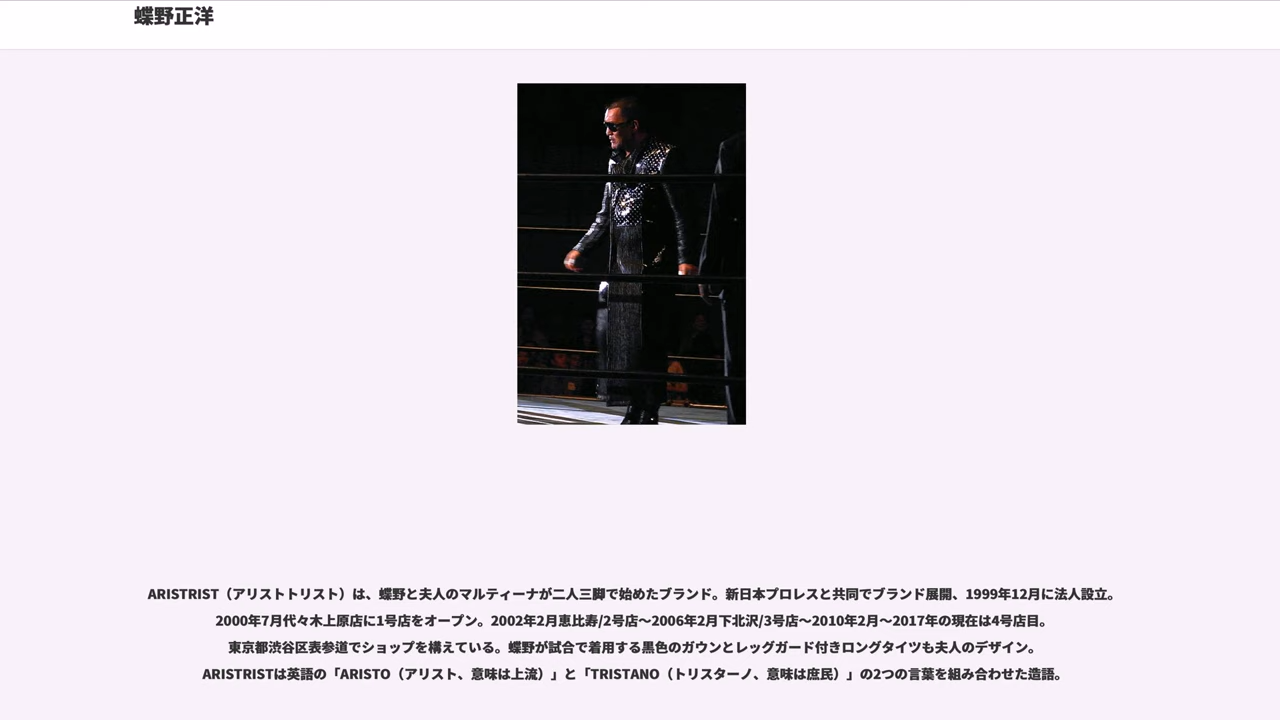 蝶野正洋
ARISTRIST（アリストトリスト）は、蝶野と夫人のマルティーナが二人三脚で始めたブランド。新日本プロレスと共同でブランド展開、1999年12月に法人設立。
2000年7月代々木上原店に1号店をオープン。2002年2月恵比寿/2号店〜2006年2月下北沢/3号店〜2010年2月〜2017年の現在は4号店目。
東京都渋谷区表参道でショップを構えている。蝶野が試合で着用する黒色のガウンとレッグガード付きロングタイツも夫人のデザイン。
ARISTRISTは英語の「ARISTO（アリスト、意味は上流）」と「TRISTANO（トリスターノ、意味は庶民）」の2つの言葉を組み合わせた造語。